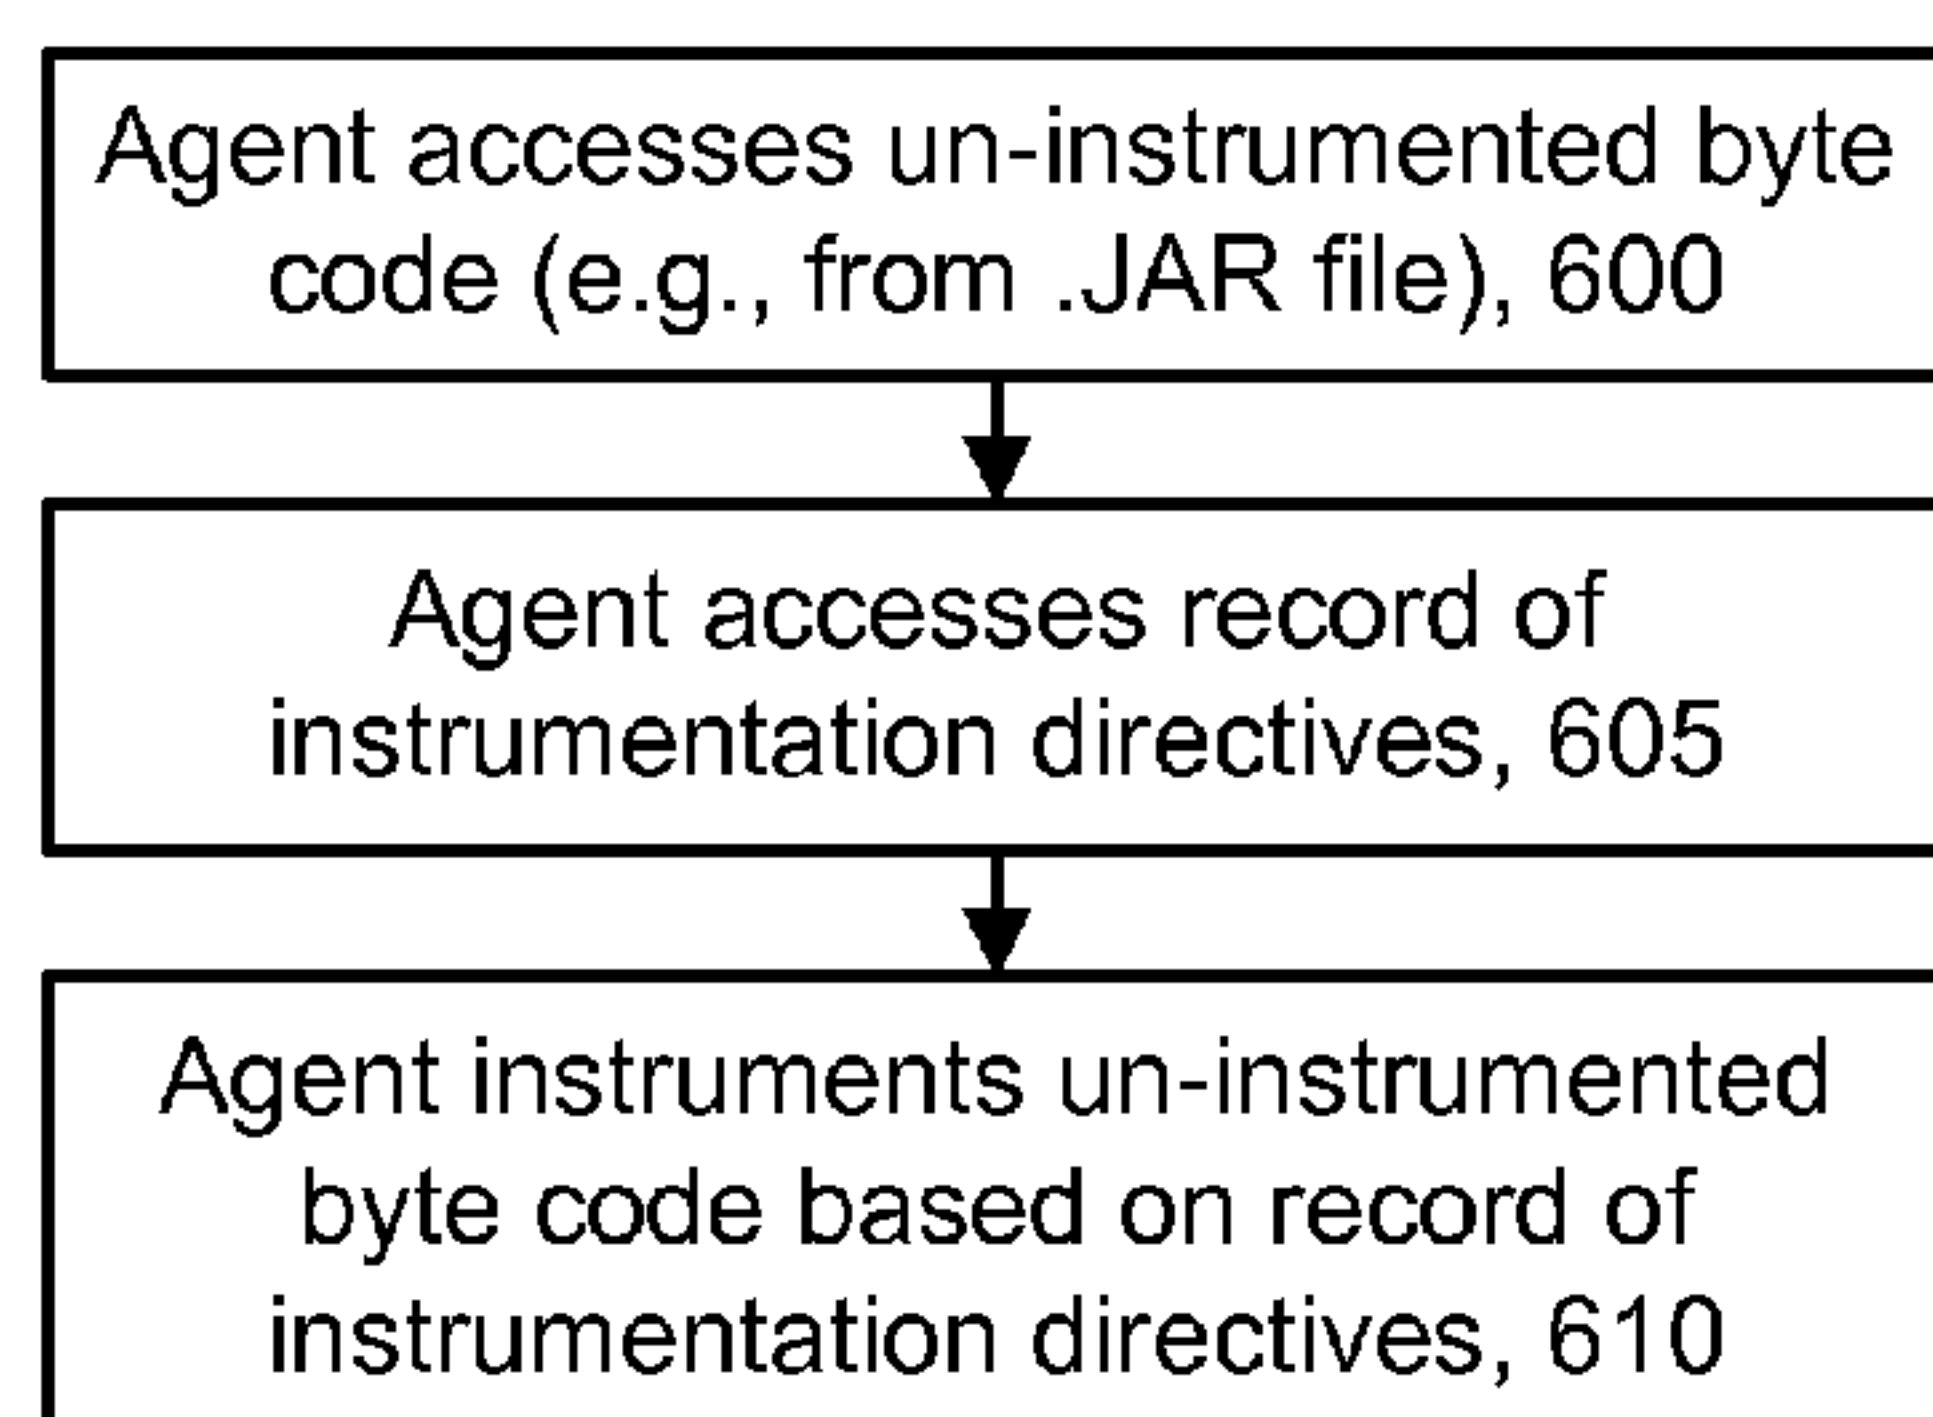 Agent accesses un-instrumented byte
code (e.g., from .JAR file), 600
Agent accesses record of
instrumentation directives, 605
Agent instruments un-instrumented
byte code based on record of
instrumentation directives, 610